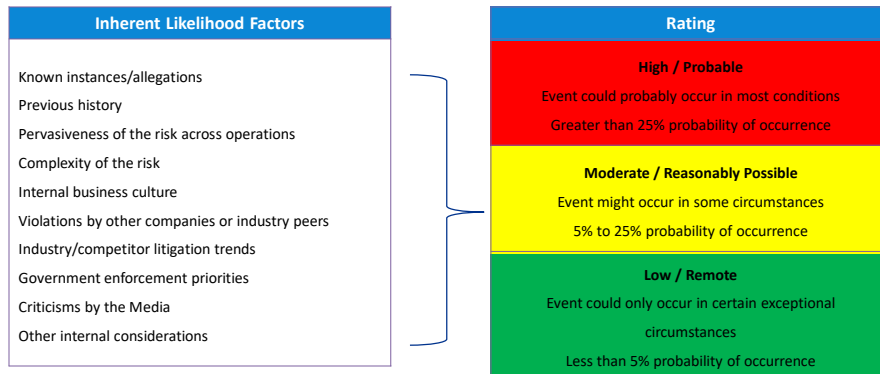 Inherent Likelihood Factors
Known instances/allegations
Previous history
Pervasiveness of the risk across operations
Complexity of the risk
Internal business culture
Violations by other companies or industry peers
Industry/competitor litigation trends
Government enforcement priorities
Criticisms by the Media
Other internal considerations
Rating
High / Probable
Event could probably occur in most conditions
Greater than 25% probability of occurrence
Moderate / Reasonably Possible
Event might occur in some circumstances
5% to 25% probability of occurrence
Low / Remote
Event could only occur in certain exceptional
circumstances
Less than 5% probability of occurrence